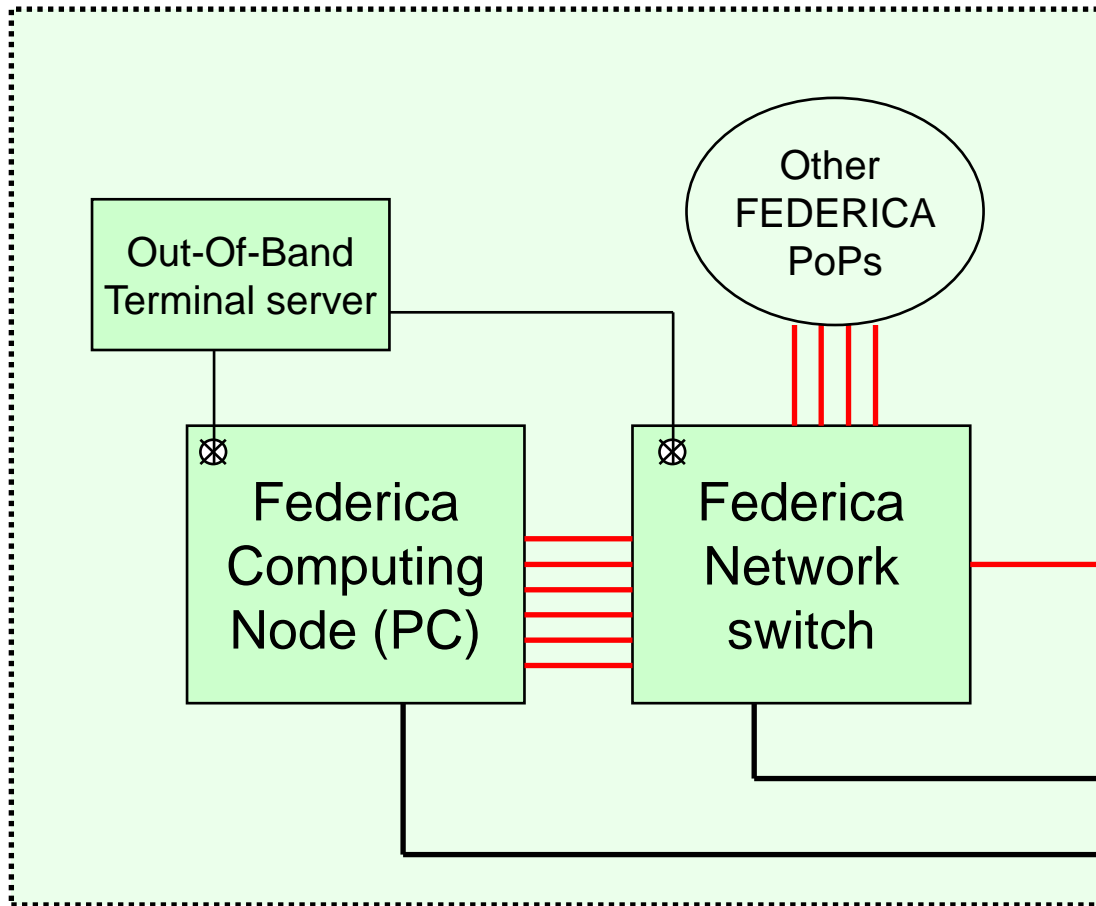 Other
FEDERICA
PoPs
Out-Of-Band
Terminal server
Federica
Computing
Node (PC)
Federica
Network
switch